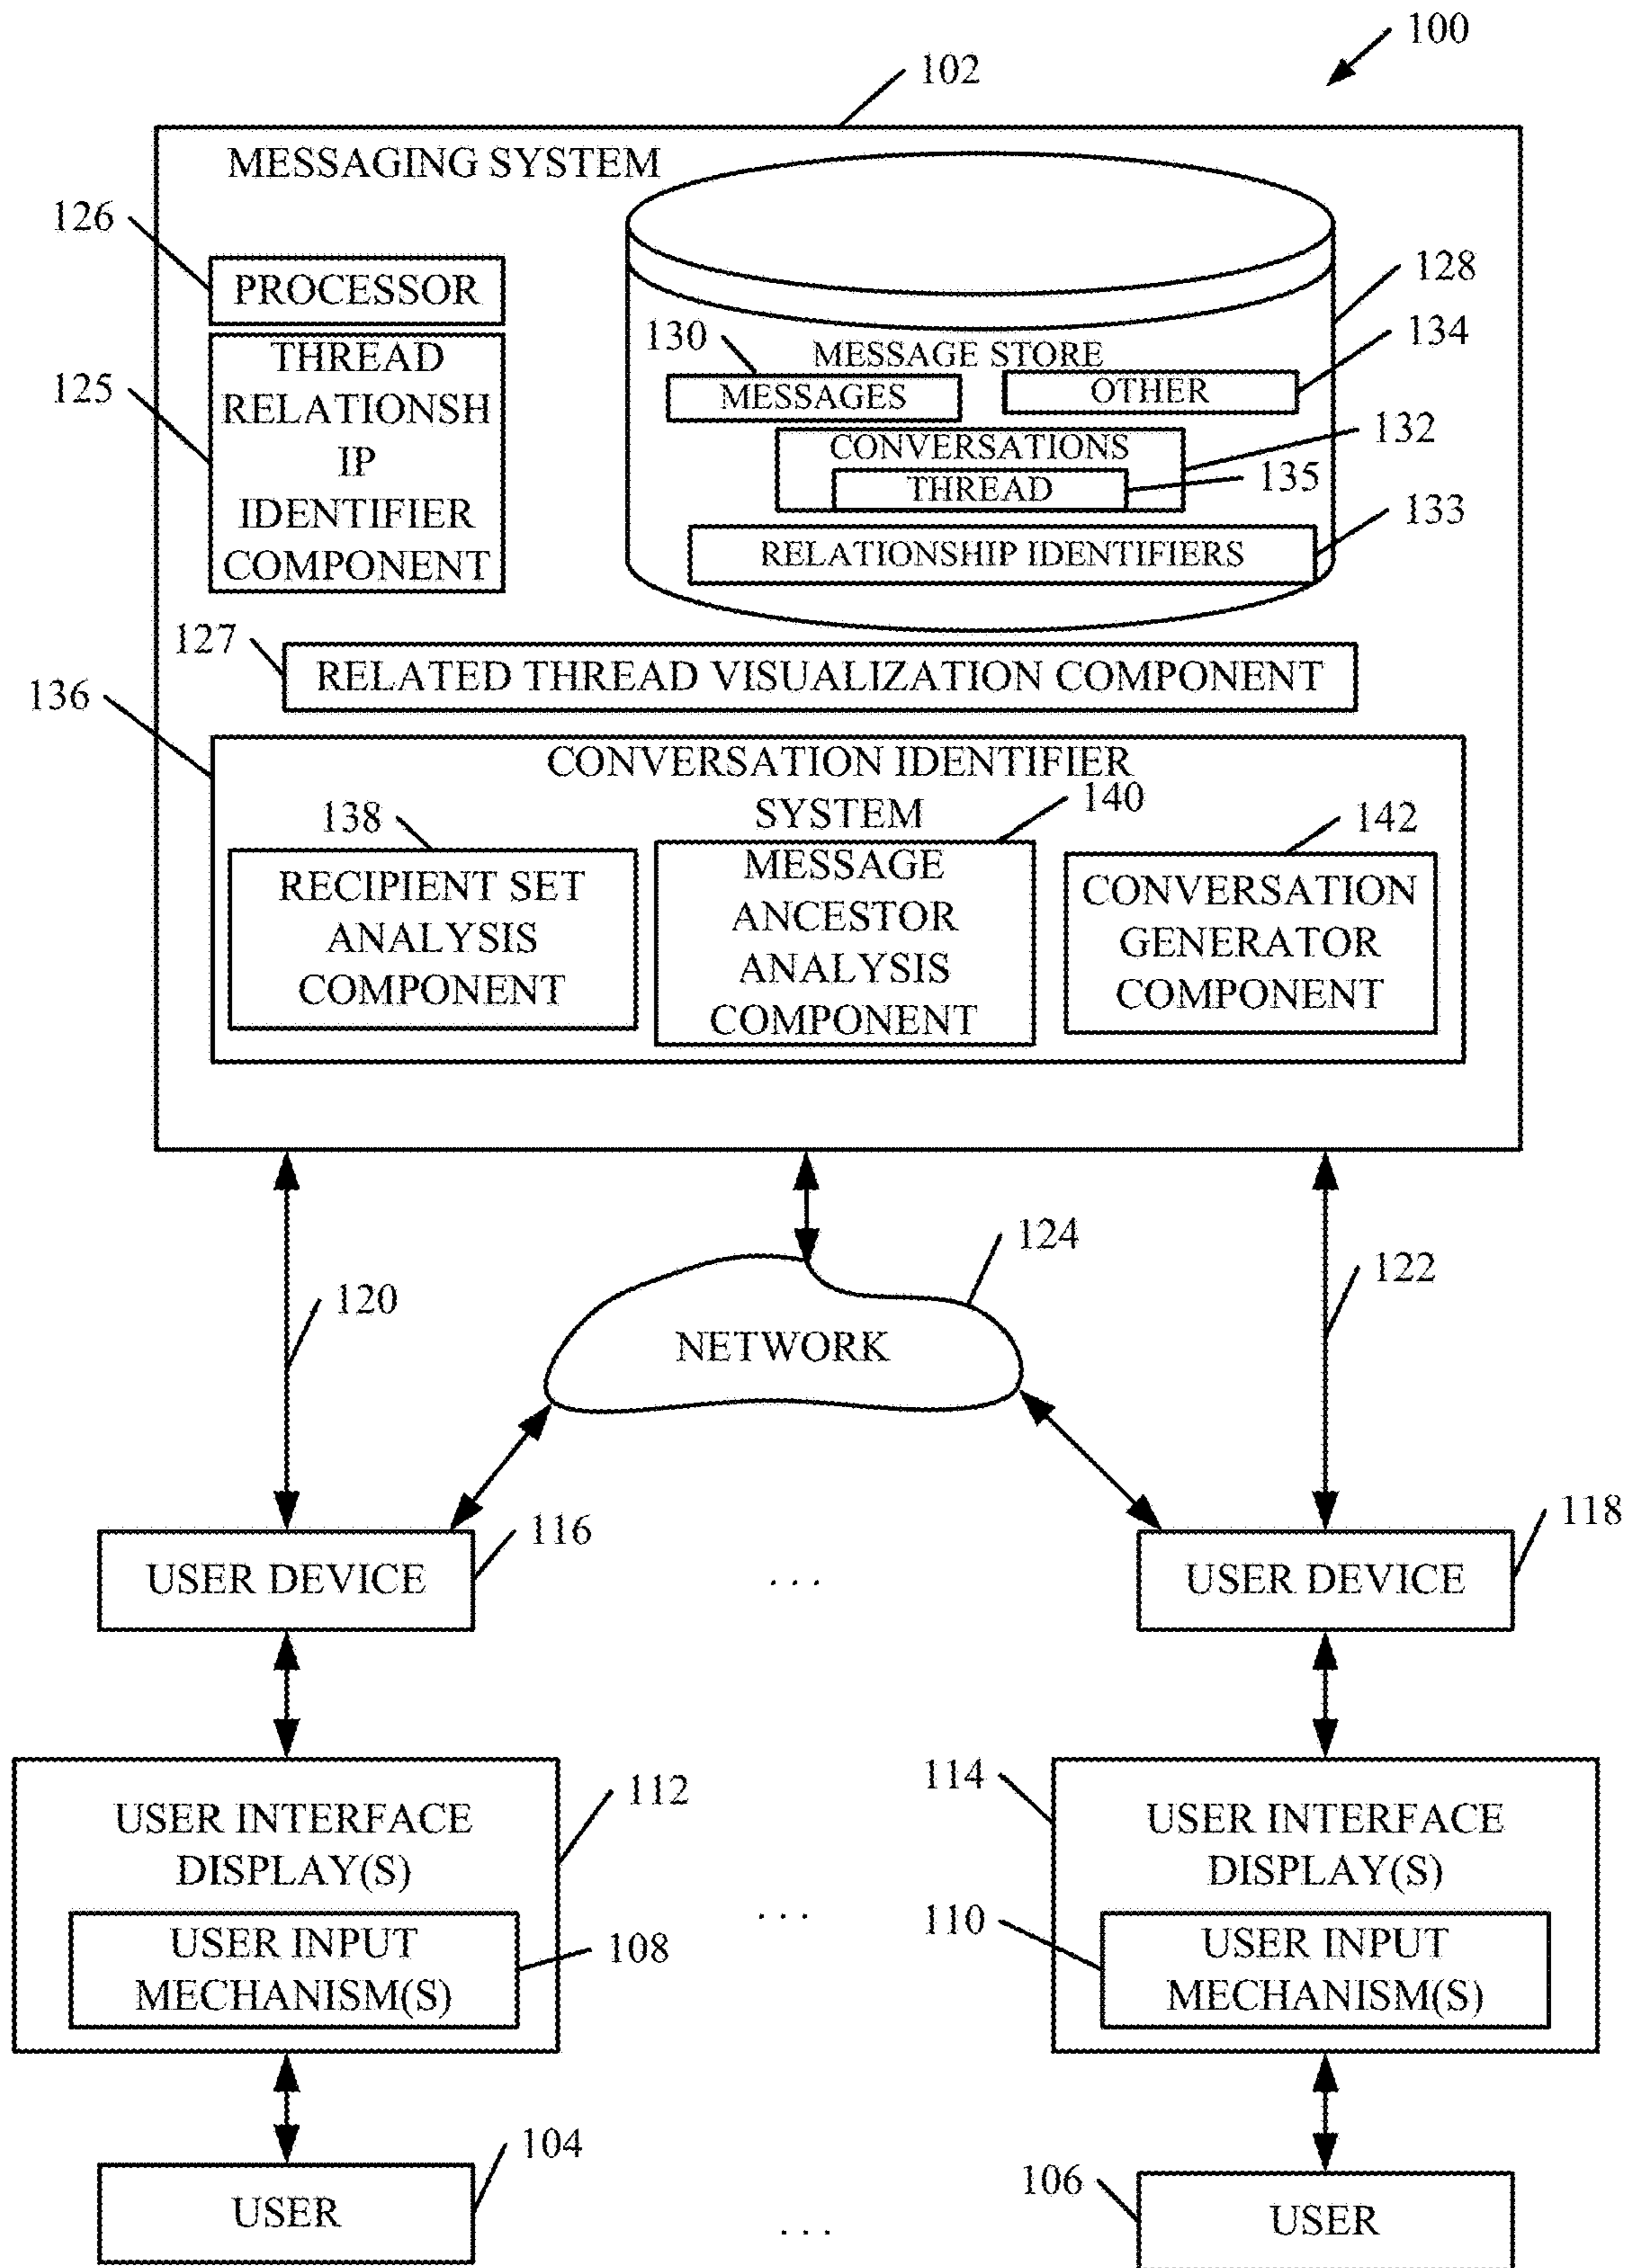 100
102
MESSAGING SYSTEM
126
PROCESSOR
128
130
134
MESSAGE STORE
THREAD
RELATIONSH
IP
IDENTIFIER
COMPONENT
125
MESSAGES
OTHER
CONVERSATIONS
132
THREAD
135
133
RELATIONSHIP IDENTIFIERS
127
RELATED THREAD VISUALIZATION COMPONENT
136
CONVERSATION IDENTIFIER
SYSTEM
138
140
142
RECIPIENT SET
ANALYSIS
COMPONENT
MESSAGE
ANCESTOR
ANALYSIS
COMPONENT
CONVERSATION
GENERATOR
COMPONENT
124
120
122
NETWORK
116
118
USER DEVICE
. . .
USER DEVICE
112
114
USER INTERFACE
DISPLAY(S)
USER INTERFACE
DISPLAY(S)
. . .
USER INPUT
MECHANISM(S)
108
110
USER INPUT
MECHANISM(S)
104
106
USER
. . .
USER